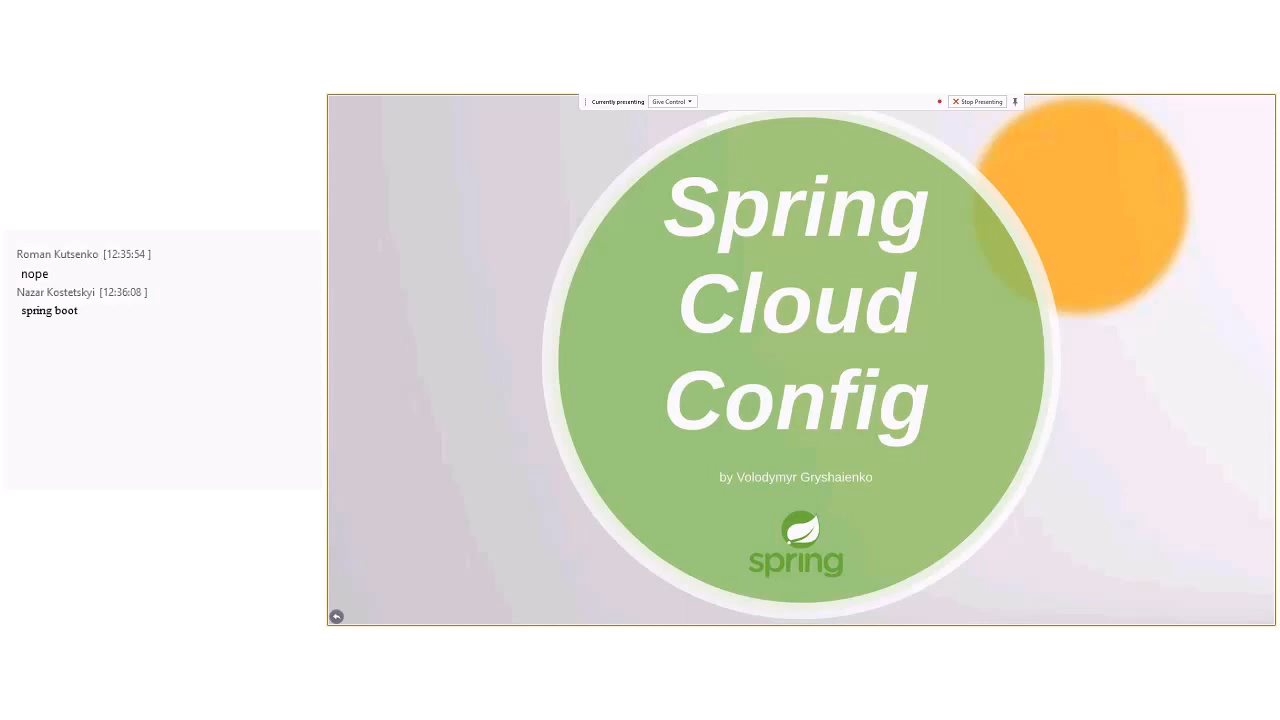 Currently presenting
Give Control
Stop Presenting
Roman Kutsenko [12:35:54 ]
nope
Nazar Kostetskyi [12:36:08 ]
spring boot
Spring
Cloud
Config
by Volodymyr Gryshaienko
spring